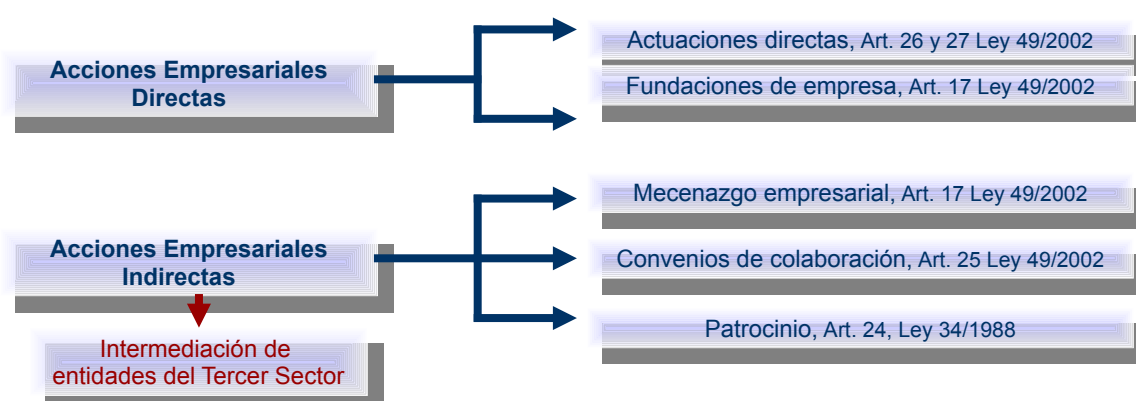 Acciones Empresariales
Directas
Actuaciones directas, Art. 26 y 27 Ley 49/2002
Fundaciones de empresa, Art. 17 Ley 49/2002
Acciones Empresariales
Indirectas
Intermediación de
entidades del Tercer Sector
Mecenazgo empresarial, Art. 17 Ley 49/2002
Convenios de colaboración, Art. 25 Ley 49/2002
Patrocinio, Art. 24, Ley 34/1988